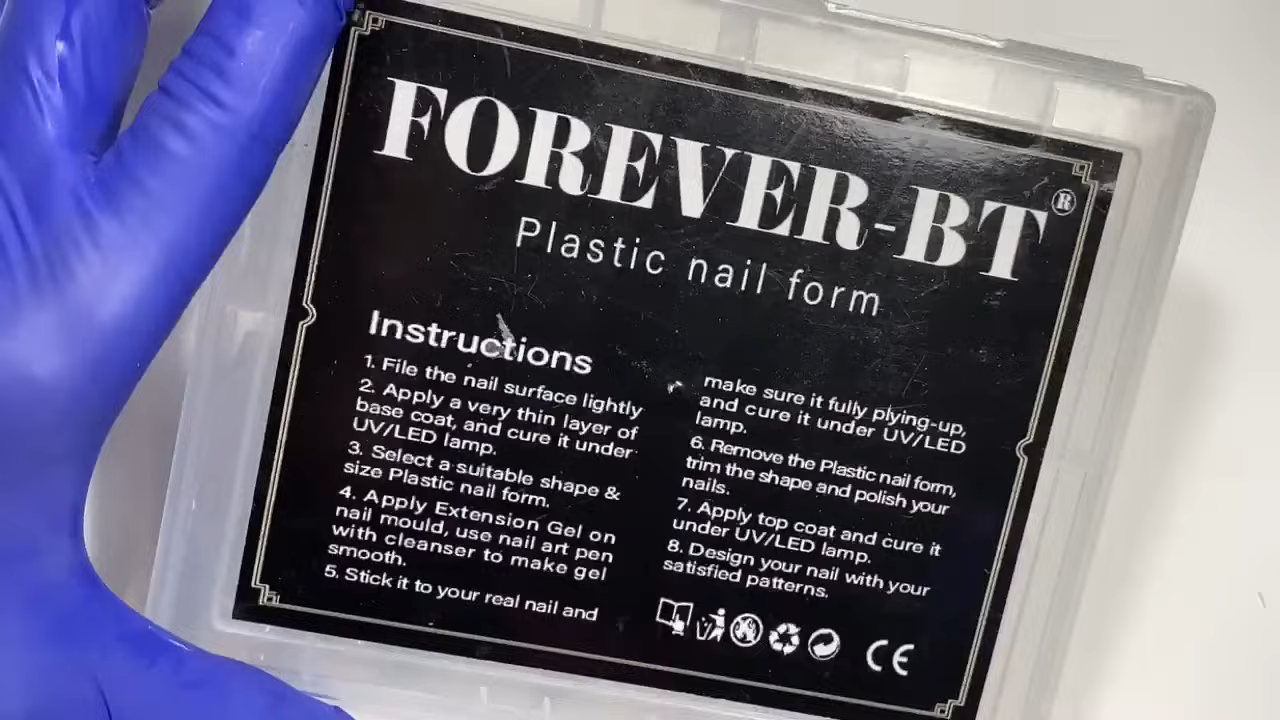 FOREVER-BT®
Plastic nail form
Instructions
1. File the nail surface lightly
2. Apply a very thin layer of
base coat, and cure it under
UV/LED lamp.
3. Select a suitable shape &
size Plastic nail form.
4. Apply Extension Gel on
nail mould, use nail art pen
with cleanser to make gel
smooth.
5. Stick it to your real nail and
make sure it fully plying-up,
and cure it under UV/LED
lamp.
6. Remove the Plastic nail form,
trim the shape and polish your
nails.
7. Apply top coat and cure it
under UV/LED lamp.
8. Design your nail with your
satisfied patterns.
CE